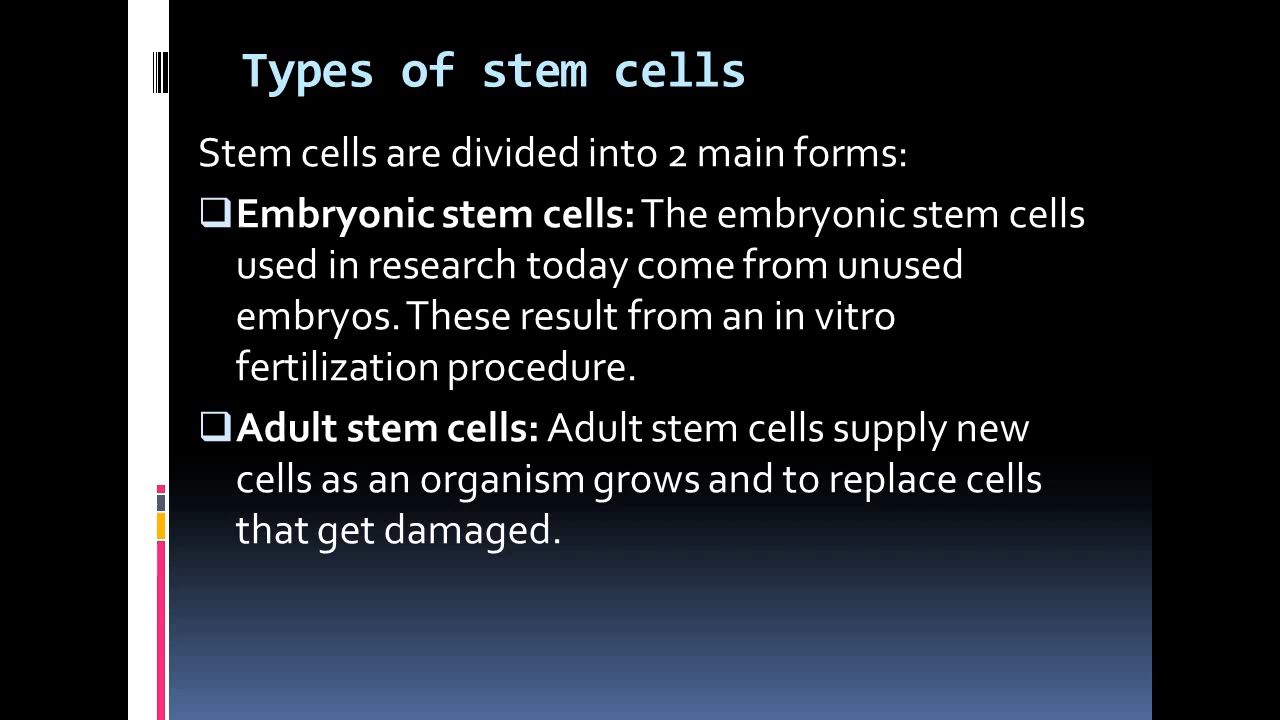 Types of stem cells
Stem cells are divided into 2 main forms:
Embryonic stem cells: The embryonic stem cells
used in research today come from unused
embryos. These result from an in vitro
fertilization procedure.
Adult stem cells: Adult stem cells supply new
cells as an organism grows and to replace cells
that get damaged.